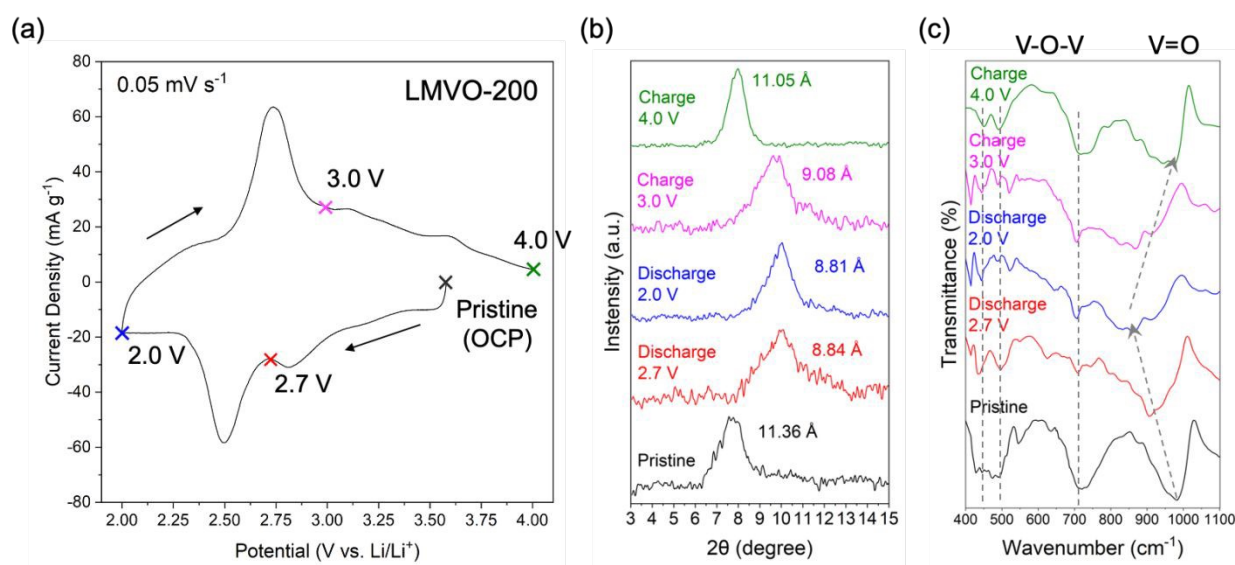 (a)
80
60
40
20
0
-20
-40
-60
-80
Current Density (mA g⁻¹)
0.05 mV s⁻¹
LMVO-200
3.0 V
4.0 V
Pristine
(OCP)
2.0 V
2.7 V
2.00 2.25 2.50 2.75 3.00 3.25 3.50 3.75 4.00
Potential (V vs. Li/Li⁺)
(b)
Instensity (a.u.)
Charge
4.0 V
11.05 Å
Charge
3.0 V
9.08 Å
Discharge
2.0 V
8.81 Å
Discharge
2.7 V
8.84 Å
Pristine
11.36 Å
3 4 5 6 7 8 9 10 11 12 13 14 15
2θ (degree)
(c)
V-O-V V=O
Transmittance (%)
Charge
4.0 V
Charge
3.0 V
Discharge
2.0 V
Discharge
2.7 V
Pristine
400 500 600 700 800 900 1000 1100
Wavenumber (cm⁻¹)